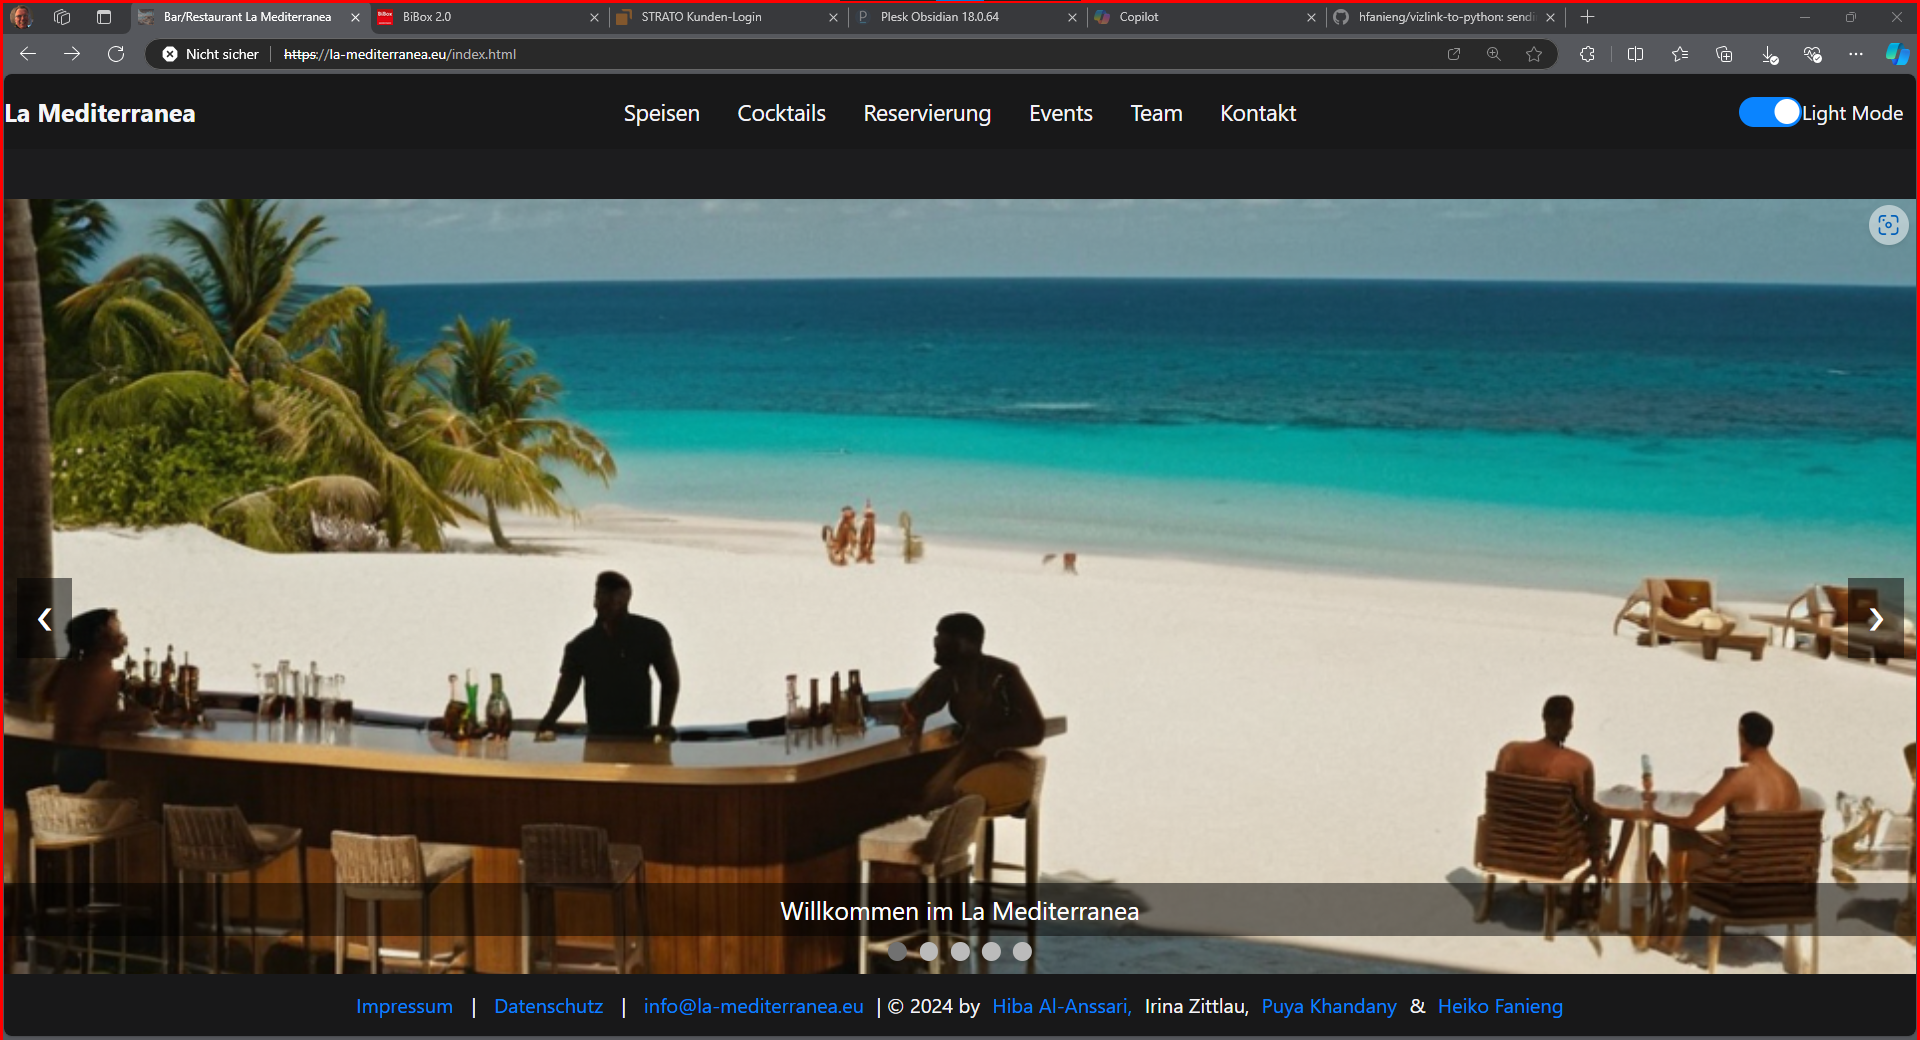 Bar/Restaurant La Mediterranea
BiBox 2.0
STRATO Kunden-Login
Plesk Obsidian 18.0.64
Copilot
hfanieng/vizlink-to-python: sendi
Nicht sicher
https://la-mediterranea.eu/index.html
La Mediterranea
Speisen
Cocktails
Reservierung
Events
Team
Kontakt
Light Mode
❮
❯
Willkommen im La Mediterranea
Impressum | Datenschutz | info@la-mediterranea.eu | © 2024 by Hiba Al-Anssari, Irina Zittlau, Puya Khandany & Heiko Fanieng